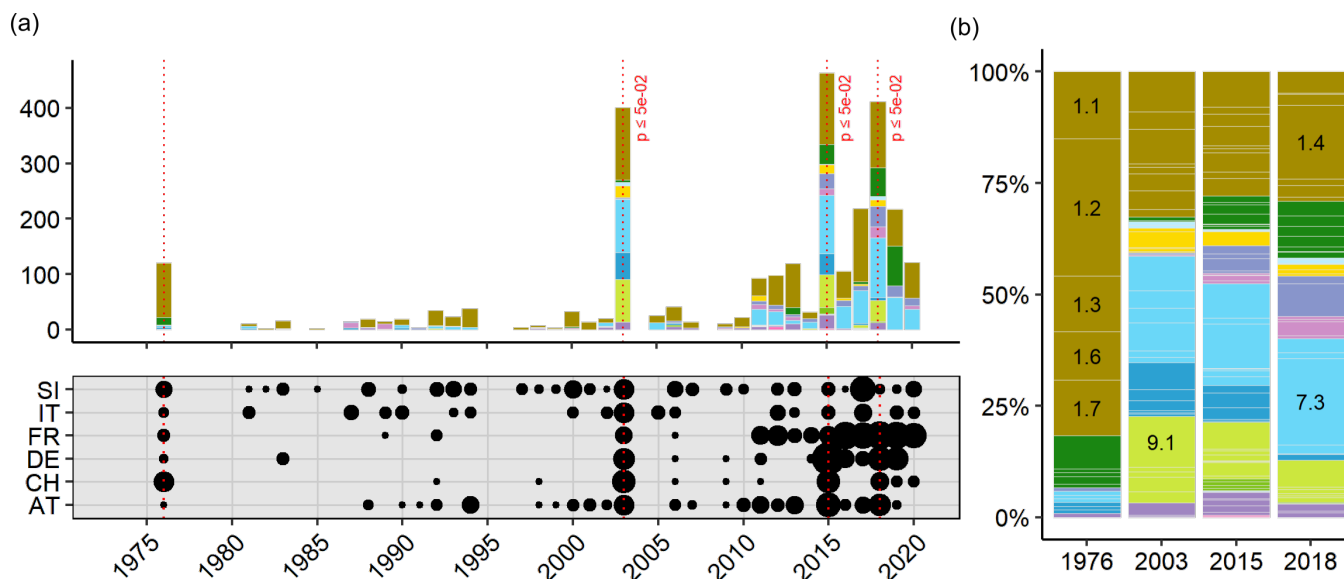 (a)
(b)
400
300
200
100
0
p ≤ 5e-02
p ≤ 5e-02
p ≤ 5e-02
SI
IT
FR
DE
CH
AT
1975
1980
1985
1990
1995
2000
2005
2010
2015
2020
100%
75%
50%
25%
0%
1.1
1.2
1.3
1.6
1.7
9.1
1.4
7.3
1976
2003
2015
2018